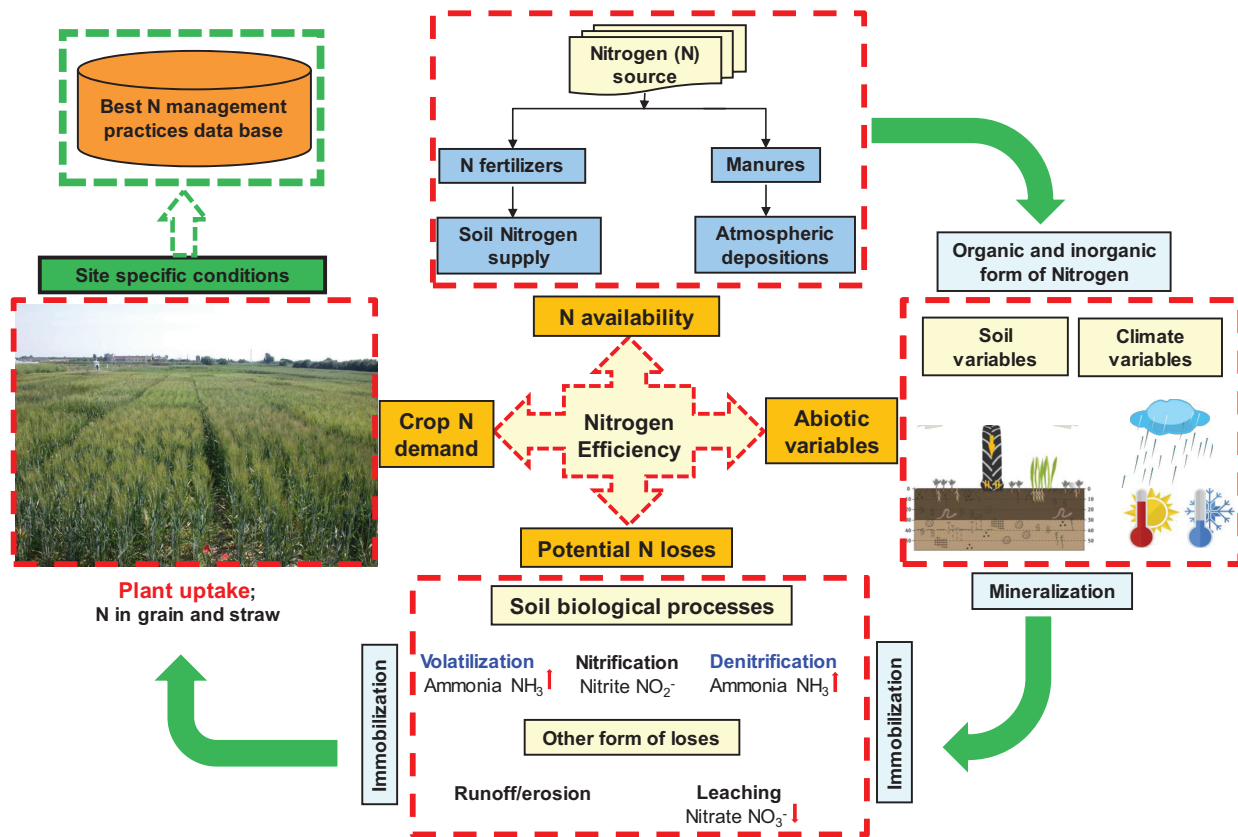 Best N management
practices data base
Site specific conditions
Plant uptake;
N in grain and straw
Nitrogen (N)
source
N fertilizers
Manures
Soil Nitrogen
supply
Atmospheric
depositions
N availability
Crop N
demand
Nitrogen
Efficiency
Abiotic
variables
Potential N loses
Organic and inorganic
form of Nitrogen
Soil
variables
Climate
variables
Mineralization
Immobilization
Soil biological processes
Volatilization
Ammonia NH₃
Nitrification
Nitrite NO₂⁻
Denitrification
Ammonia NH₃
Other form of loses
Runoff/erosion
Leaching
Nitrate NO₃⁻
Immobilization